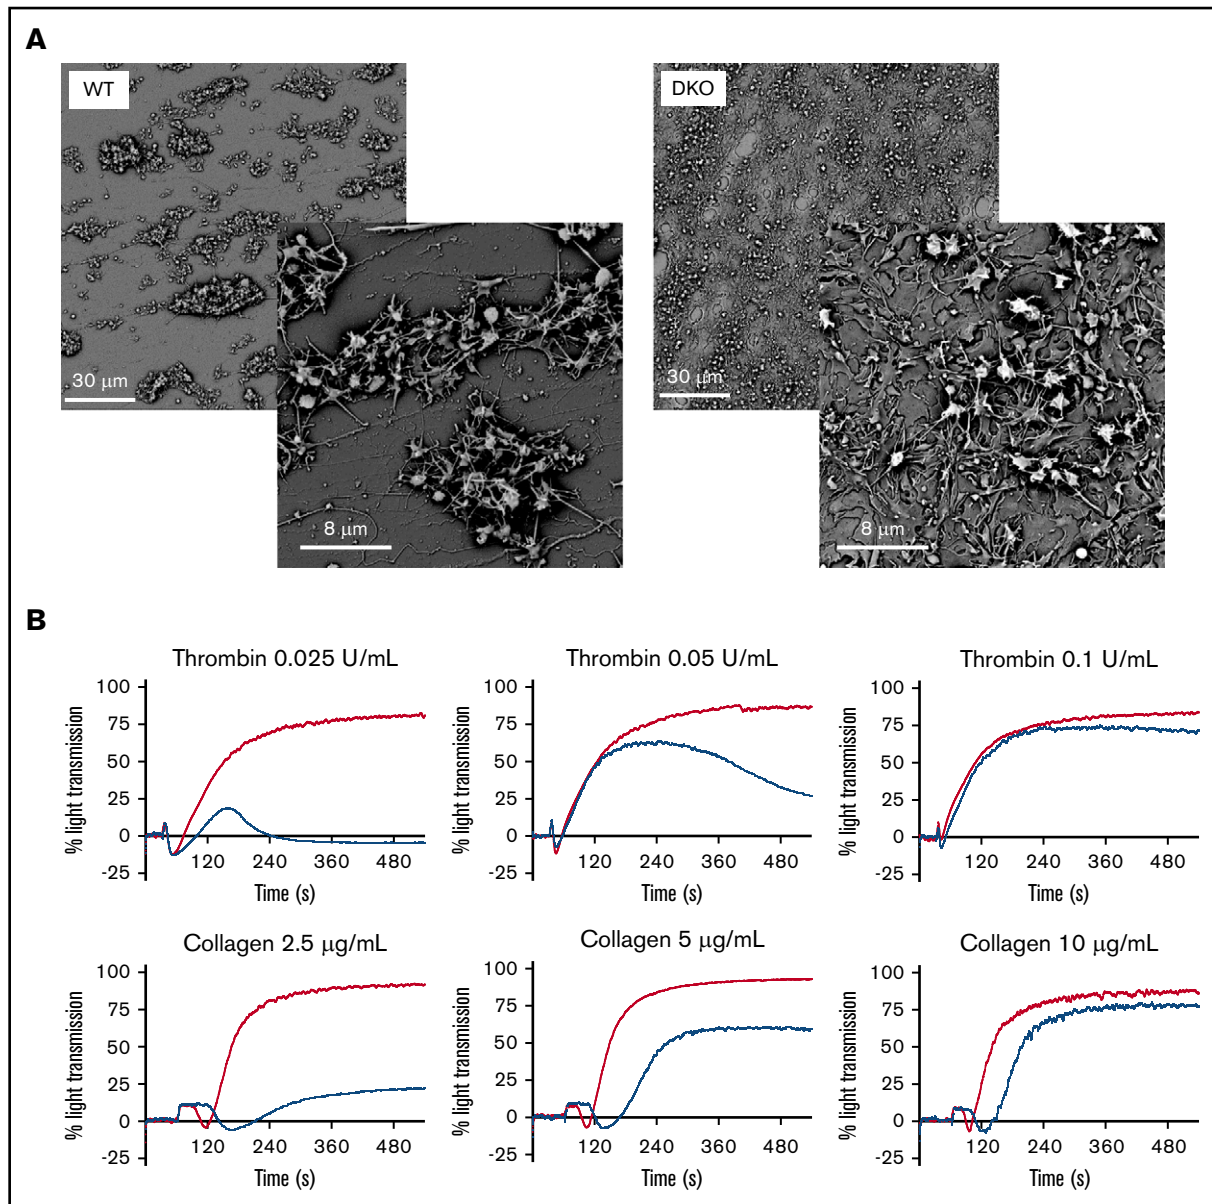 A
WT
DKO
30 μm
8 μm
30 μm
8 μm
B
Thrombin 0.025 U/mL
Thrombin 0.05 U/mL
Thrombin 0.1 U/mL
% light transmission
100
75
50
25
0
-25
120 240 360 480
Time (s)
% light transmission
100
75
50
25
0
-25
120 240 360 480
Time (s)
% light transmission
100
75
50
25
0
-25
120 240 360 480
Time (s)
Collagen 2.5 μg/mL
Collagen 5 μg/mL
Collagen 10 μg/mL
% light transmission
100
75
50
25
0
-25
120 240 360 480
Time (s)
% light transmission
100
75
50
25
0
-25
120 240 360 480
Time (s)
% light transmission
100
75
50
25
0
-25
120 240 360 480
Time (s)